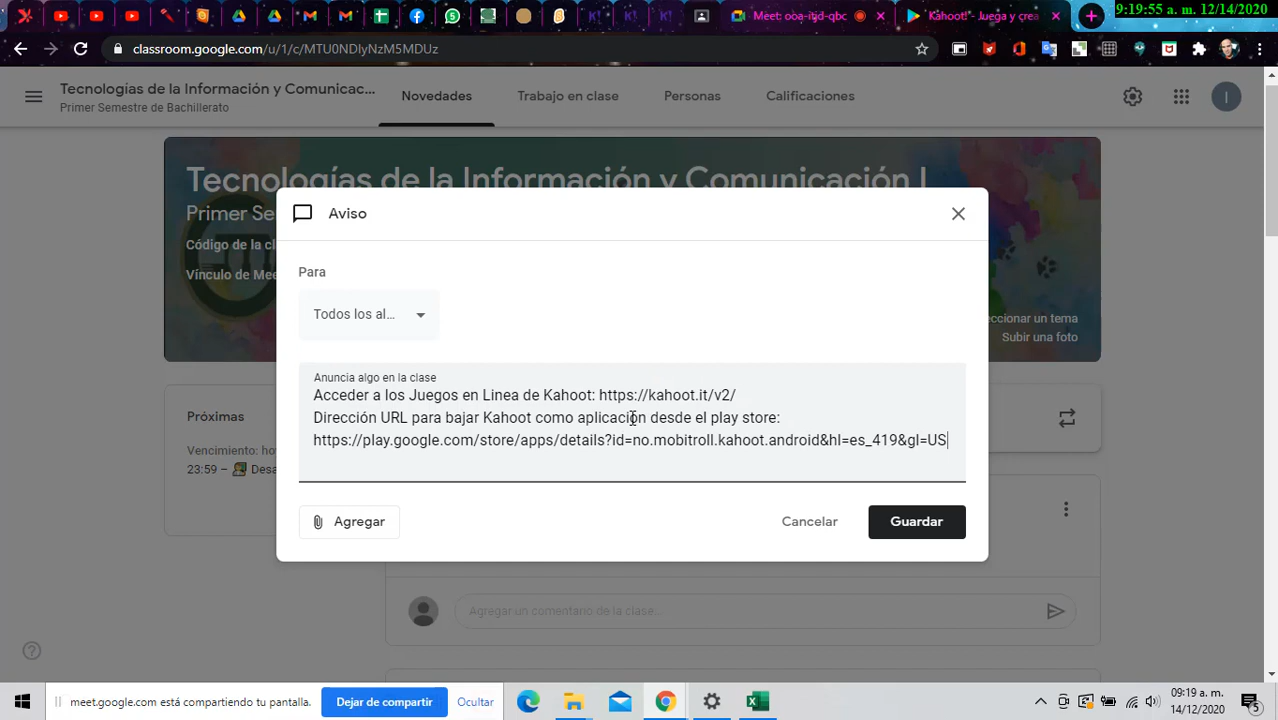 9:19:55 a. m. 12/14/2020
Meet: ooa-irtd-qbc
Kahoot! - Juega y crea
classroom.google.com/u/1/c/MTU0NDIyNzM5MDUz
Tecnologías de la Información y Comunicac...
Primer Semestre de Bachillerato
Novedades
Trabajo en clase
Personas
Calificaciones
I
Tecnologías de la Información y Comunicación I
Primer Se
Código de la cl
Vínculo de Mee
eccionar un tema
Subir una foto
Aviso
Para
Todos los al...
Anuncia algo en la clase
Acceder a los Juegos en Linea de Kahoot: https://kahoot.it/v2/
Dirección URL para bajar Kahoot como aplicación desde el play store:
https://play.google.com/store/apps/details?id=no.mobitroll.kahoot.android&hl=es_419&gl=US
Agregar
Cancelar
Guardar
Próximas
Vencimiento: ho
23:59 – Desa
Agregar un comentario de la clase...
meet.google.com está compartiendo tu pantalla.
Dejar de compartir
Ocultar
09:19 a. m.
14/12/2020
5